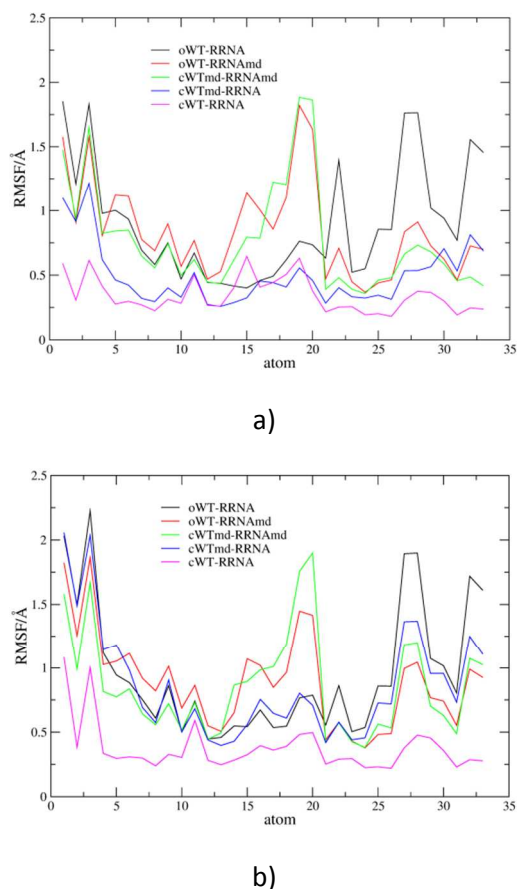 2.5
2
1.5
1
0.5
0
RMSF/Å
oWT-RRNA
oWT-RRNAmd
cWTmd-RRNAmd
cWTmd-RRNA
cWT-RRNA
0 5 10 15 20 25 30 35
atom
a)
2.5
2
1.5
1
0.5
0
RMSF/Å
oWT-RRNA
oWT-RRNAmd
cWTmd-RRNAmd
cWTmd-RRNA
cWT-RRNA
0 5 10 15 20 25 30 35
atom
b)